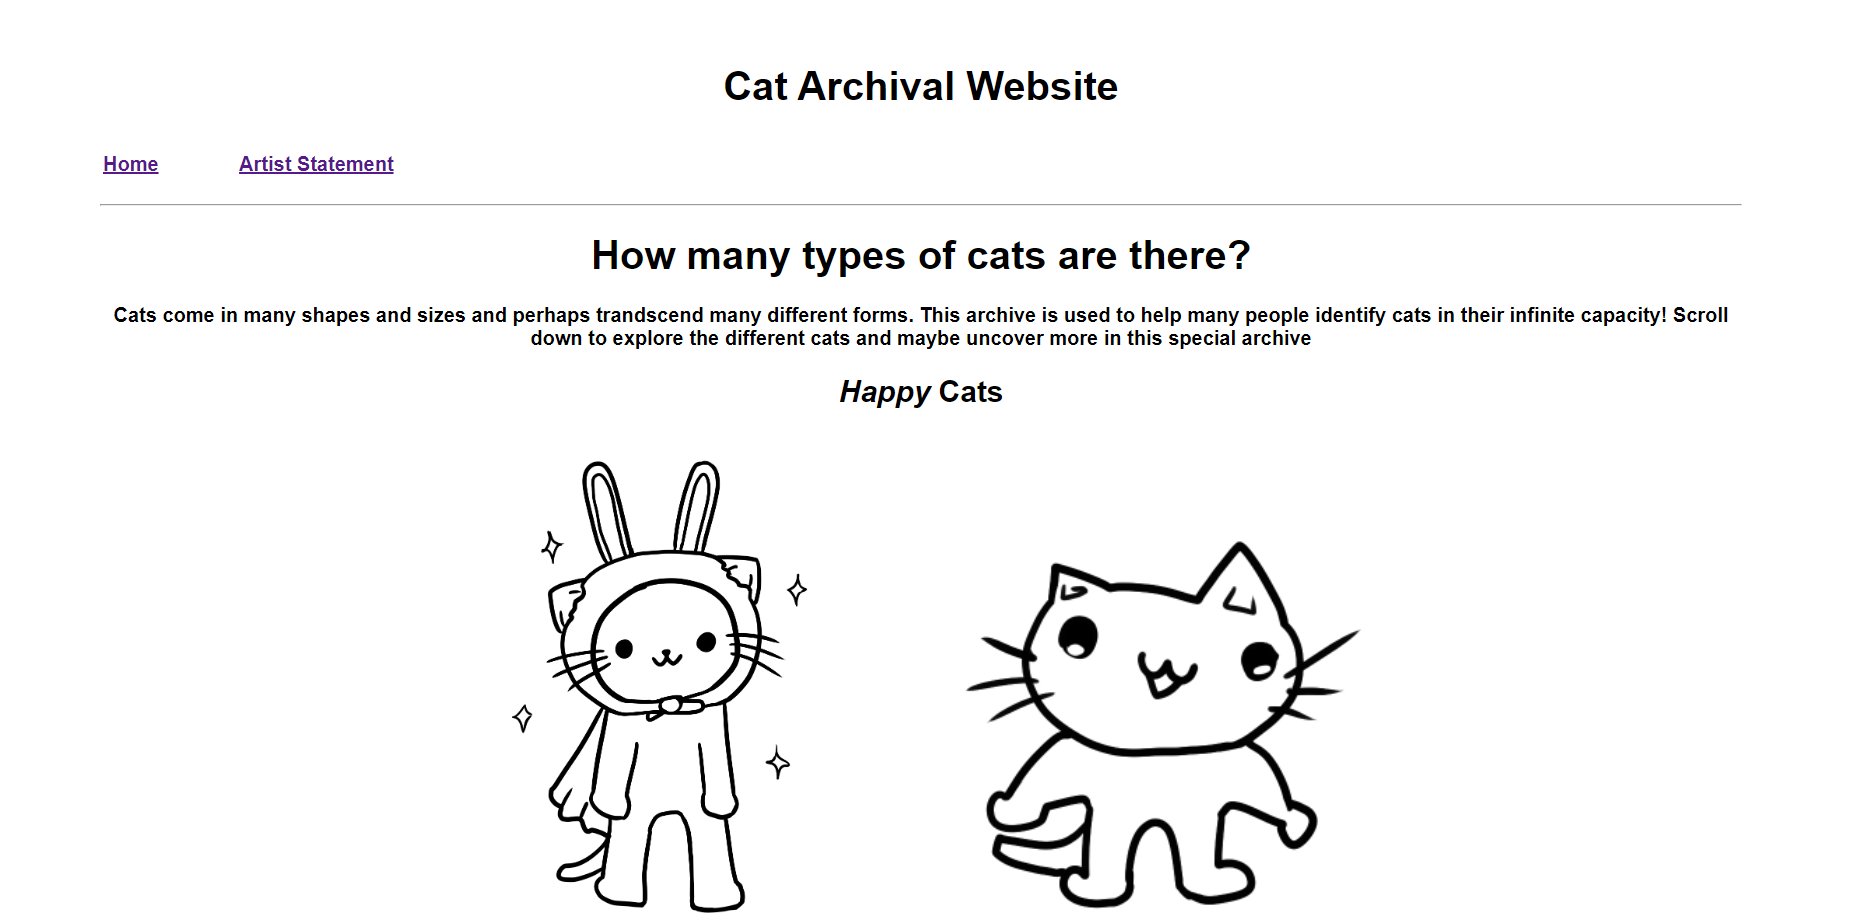 Cat Archival Website
Home Artist Statement
How many types of cats are there?
Cats come in many shapes and sizes and perhaps trandscend many different forms. This archive is used to help many people identify cats in their infinite capacity! Scroll
down to explore the different cats and maybe uncover more in this special archive
Happy Cats